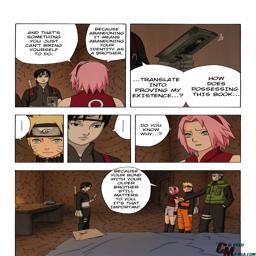 BECAUSE
ABANDONING
IT MEANS
ABANDONING
YOUR
IDENTITY AS
A BROTHER.
AND THAT'S
SOMETHING
YOU JUST
CAN'T BRING
YOURSELF
TO DO.
HOW DOES
POSSESSING
THIS BOOK...
...TRANSLATE
INTO
PROVING MY
EXISTENCE...?
DO YOU
KNOW
WHY...?
BECAUSE
YOUR BOND
WITH YOUR
OLDER
BROTHER
STILL
MATTERS
TO YOU.
IT'S THAT
IMPORTANT